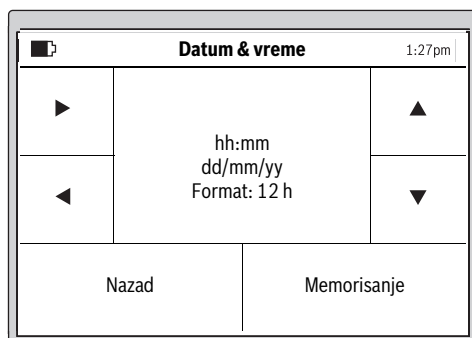 Datum & vreme 1:27pm
hh:mm
dd/mm/yy
Format: 12 h
Nazad Memorisanje